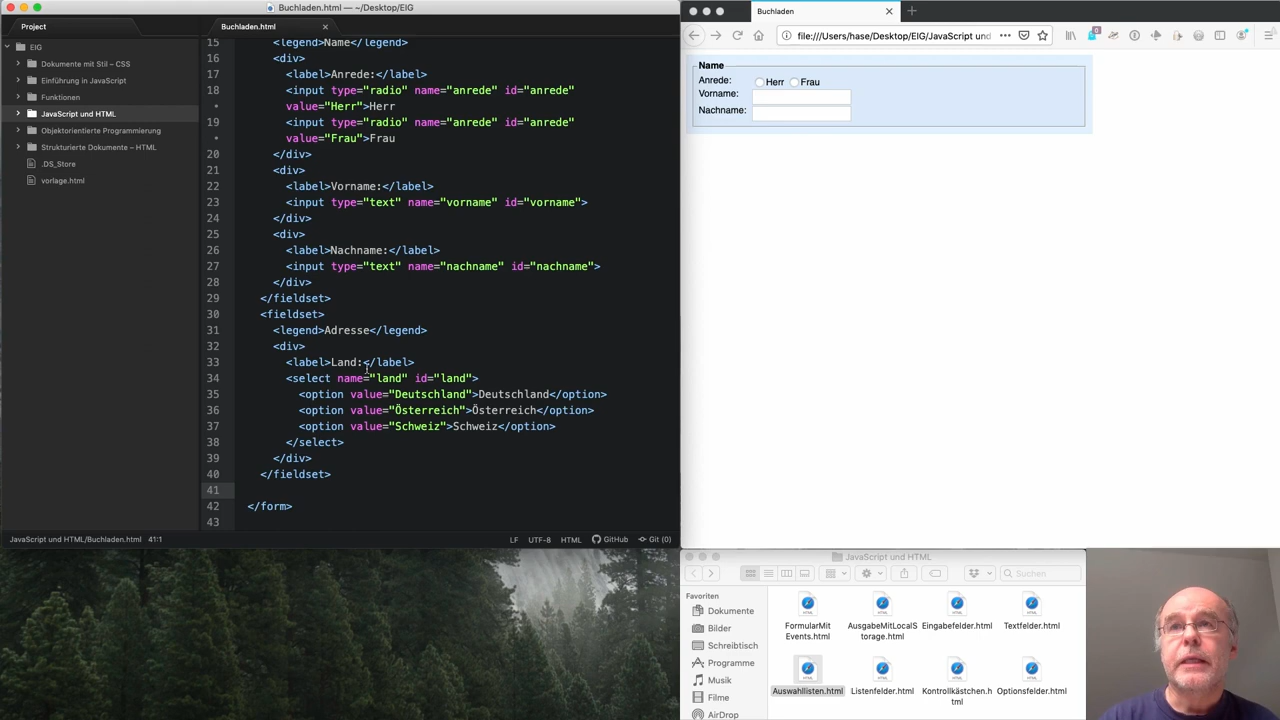 Buchladen.html — ~/Desktop/EIG
Project
Buchladen.html
EIG
Dokumente mit Stil – CSS
Einführung in JavaScript
Funktionen
JavaScript und HTML
Objektorientierte Programmierung
Strukturierte Dokumente – HTML
.DS_Store
vorlage.html
15 <legend>Name</legend>
16 <div>
17 <label>Anrede:</label>
18 <input type="radio" name="anrede" id="anrede"
• value="Herr">Herr
19 <input type="radio" name="anrede" id="anrede"
• value="Frau">Frau
20 </div>
21 <div>
22 <label>Vorname:</label>
23 <input type="text" name="vorname" id="vorname">
24 </div>
25 <div>
26 <label>Nachname:</label>
27 <input type="text" name="nachname" id="nachname">
28 </div>
29 </fieldset>
30 <fieldset>
31 <legend>Adresse</legend>
32 <div>
33 <label>Land:</label>
34 <select name="land" id="land">
35 <option value="Deutschland">Deutschland</option>
36 <option value="Österreich">Österreich</option>
37 <option value="Schweiz">Schweiz</option>
38 </select>
39 </div>
40 </fieldset>
41
42 </form>
43
JavaScript und HTML/Buchladen.html 41:1
LF UTF-8 HTML GitHub Git (0)
Buchladen
file:///Users/hase/Desktop/EIG/JavaScript und
0
Name
Anrede: Herr Frau
Vorname:
Nachname:
JavaScript und HTML
Suchen
Favoriten
Dokumente
Bilder
Schreibtisch
Programme
Musik
Filme
AirDrop
FormularMit
Events.html
AusgabeMitLocalS
torage.html
Eingabefelder.html
Textfelder.html
Auswahllisten.html
Listenfelder.html
Kontrollkästchen.h
tml
Optionsfelder.html